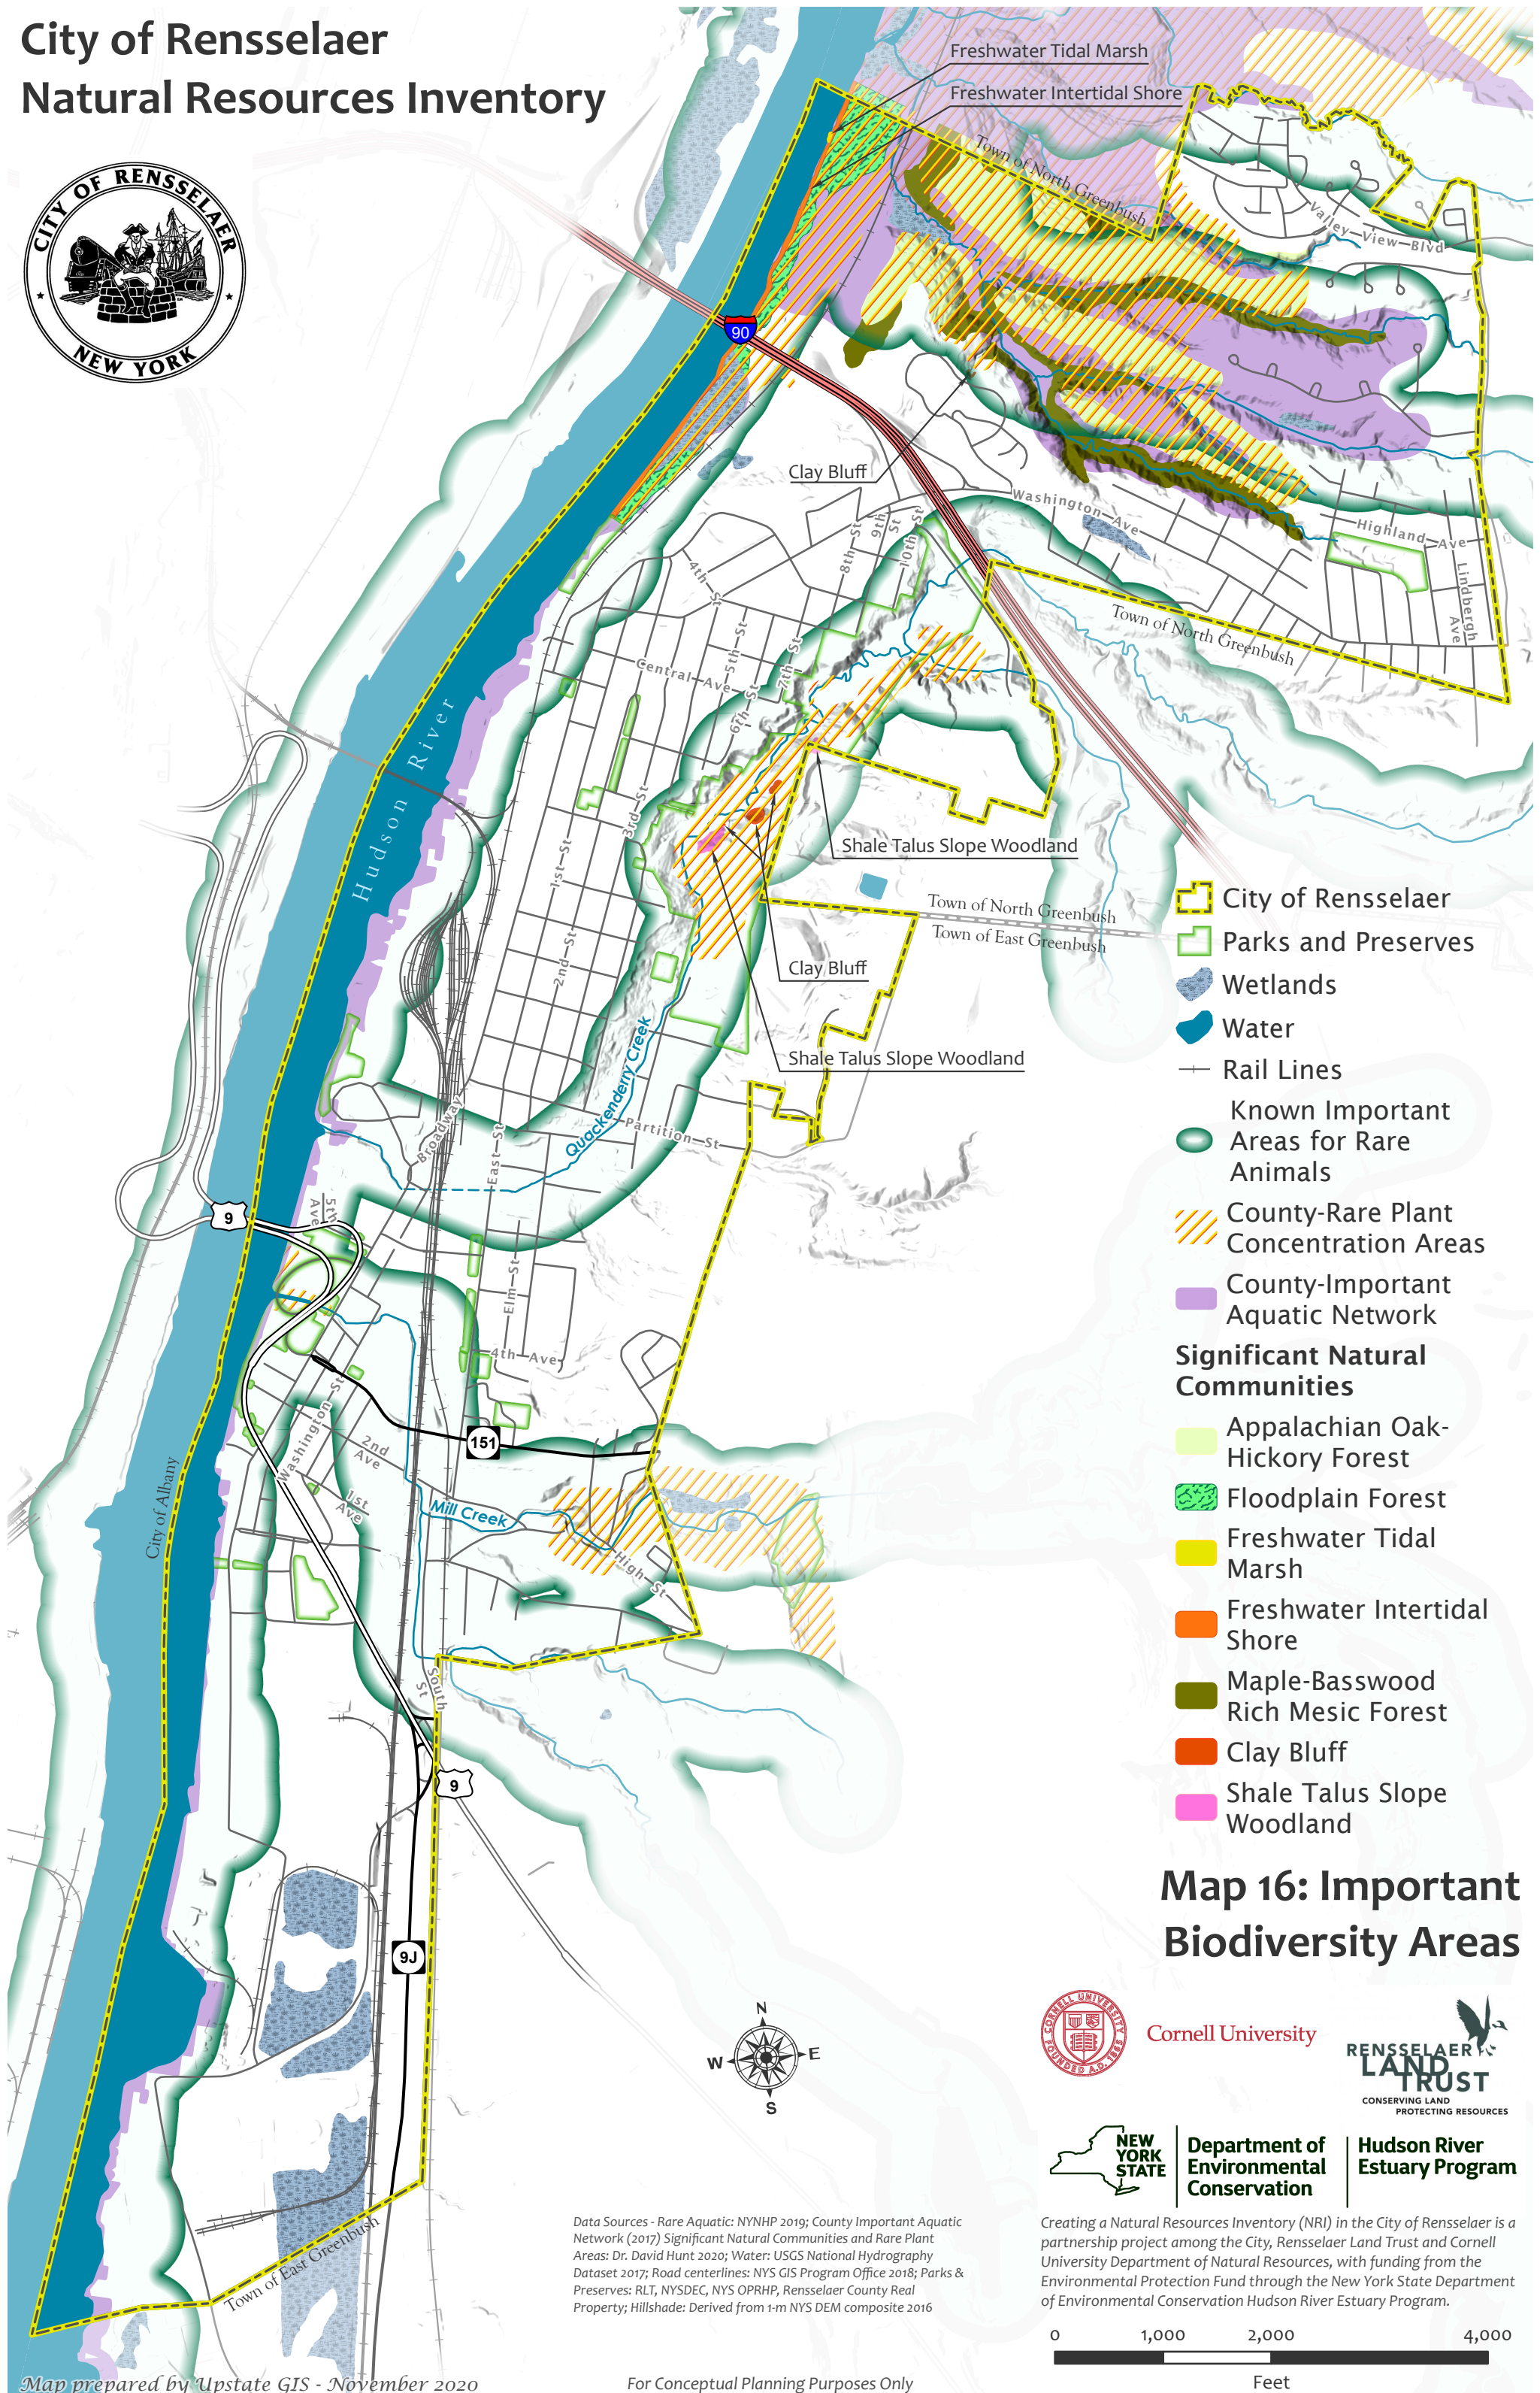 City of Rensselaer
Natural Resources Inventory
CITY OF RENSSELAER
NEW YORK
Freshwater Tidal Marsh
Freshwater Intertidal Shore
Town of North Greenbush
Valley View Blvd
90
Clay Bluff
Washington Ave
Highland Ave
Lindbergh
Ave
8th St
9th
St
10th St
4th St
Town of North Greenbush
5th St
7th St
Central Ave
6th St
Hudson River
3rd St
Shale Talus Slope Woodland
1st St
Town of North Greenbush
Town of East Greenbush
2nd St
Clay Bluff
Shale Talus Slope Woodland
Quackenderry Creek
Broadway
East St
Partition St
5th
Ave
9
Elm St
4th Ave
Washington St
2nd
Ave
151
1st
Ave
Mill Creek
City of Albany
High St
South
St
9
9J
Town of East Greenbush
City of Rensselaer
Parks and Preserves
Wetlands
Water
Rail Lines
Known Important
Areas for Rare
Animals
County-Rare Plant
Concentration Areas
County-Important
Aquatic Network
Significant Natural
Communities
Appalachian Oak-
Hickory Forest
Floodplain Forest
Freshwater Tidal
Marsh
Freshwater Intertidal
Shore
Maple-Basswood
Rich Mesic Forest
Clay Bluff
Shale Talus Slope
Woodland
Map 16: Important
Biodiversity Areas
N
W E
S
CORNELL UNIVERSITY
FOUNDED A.D. 1865
Cornell University
RENSSELAER
LAND
TRUST
CONSERVING LAND
PROTECTING RESOURCES
NEW
YORK
STATE
Department of
Environmental
Conservation
Hudson River
Estuary Program
Data Sources - Rare Aquatic: NYNHP 2019; County Important Aquatic
Network (2017) Significant Natural Communities and Rare Plant
Areas: Dr. David Hunt 2020; Water: USGS National Hydrography
Dataset 2017; Road centerlines: NYS GIS Program Office 2018; Parks &
Preserves: RLT, NYSDEC, NYS OPRHP, Rensselaer County Real
Property; Hillshade: Derived from 1-m NYS DEM composite 2016
Creating a Natural Resources Inventory (NRI) in the City of Rensselaer is a
partnership project among the City, Rensselaer Land Trust and Cornell
University Department of Natural Resources, with funding from the
Environmental Protection Fund through the New York State Department
of Environmental Conservation Hudson River Estuary Program.
0 1,000 2,000 4,000
Feet
Map prepared by Upstate GIS - November 2020
For Conceptual Planning Purposes Only